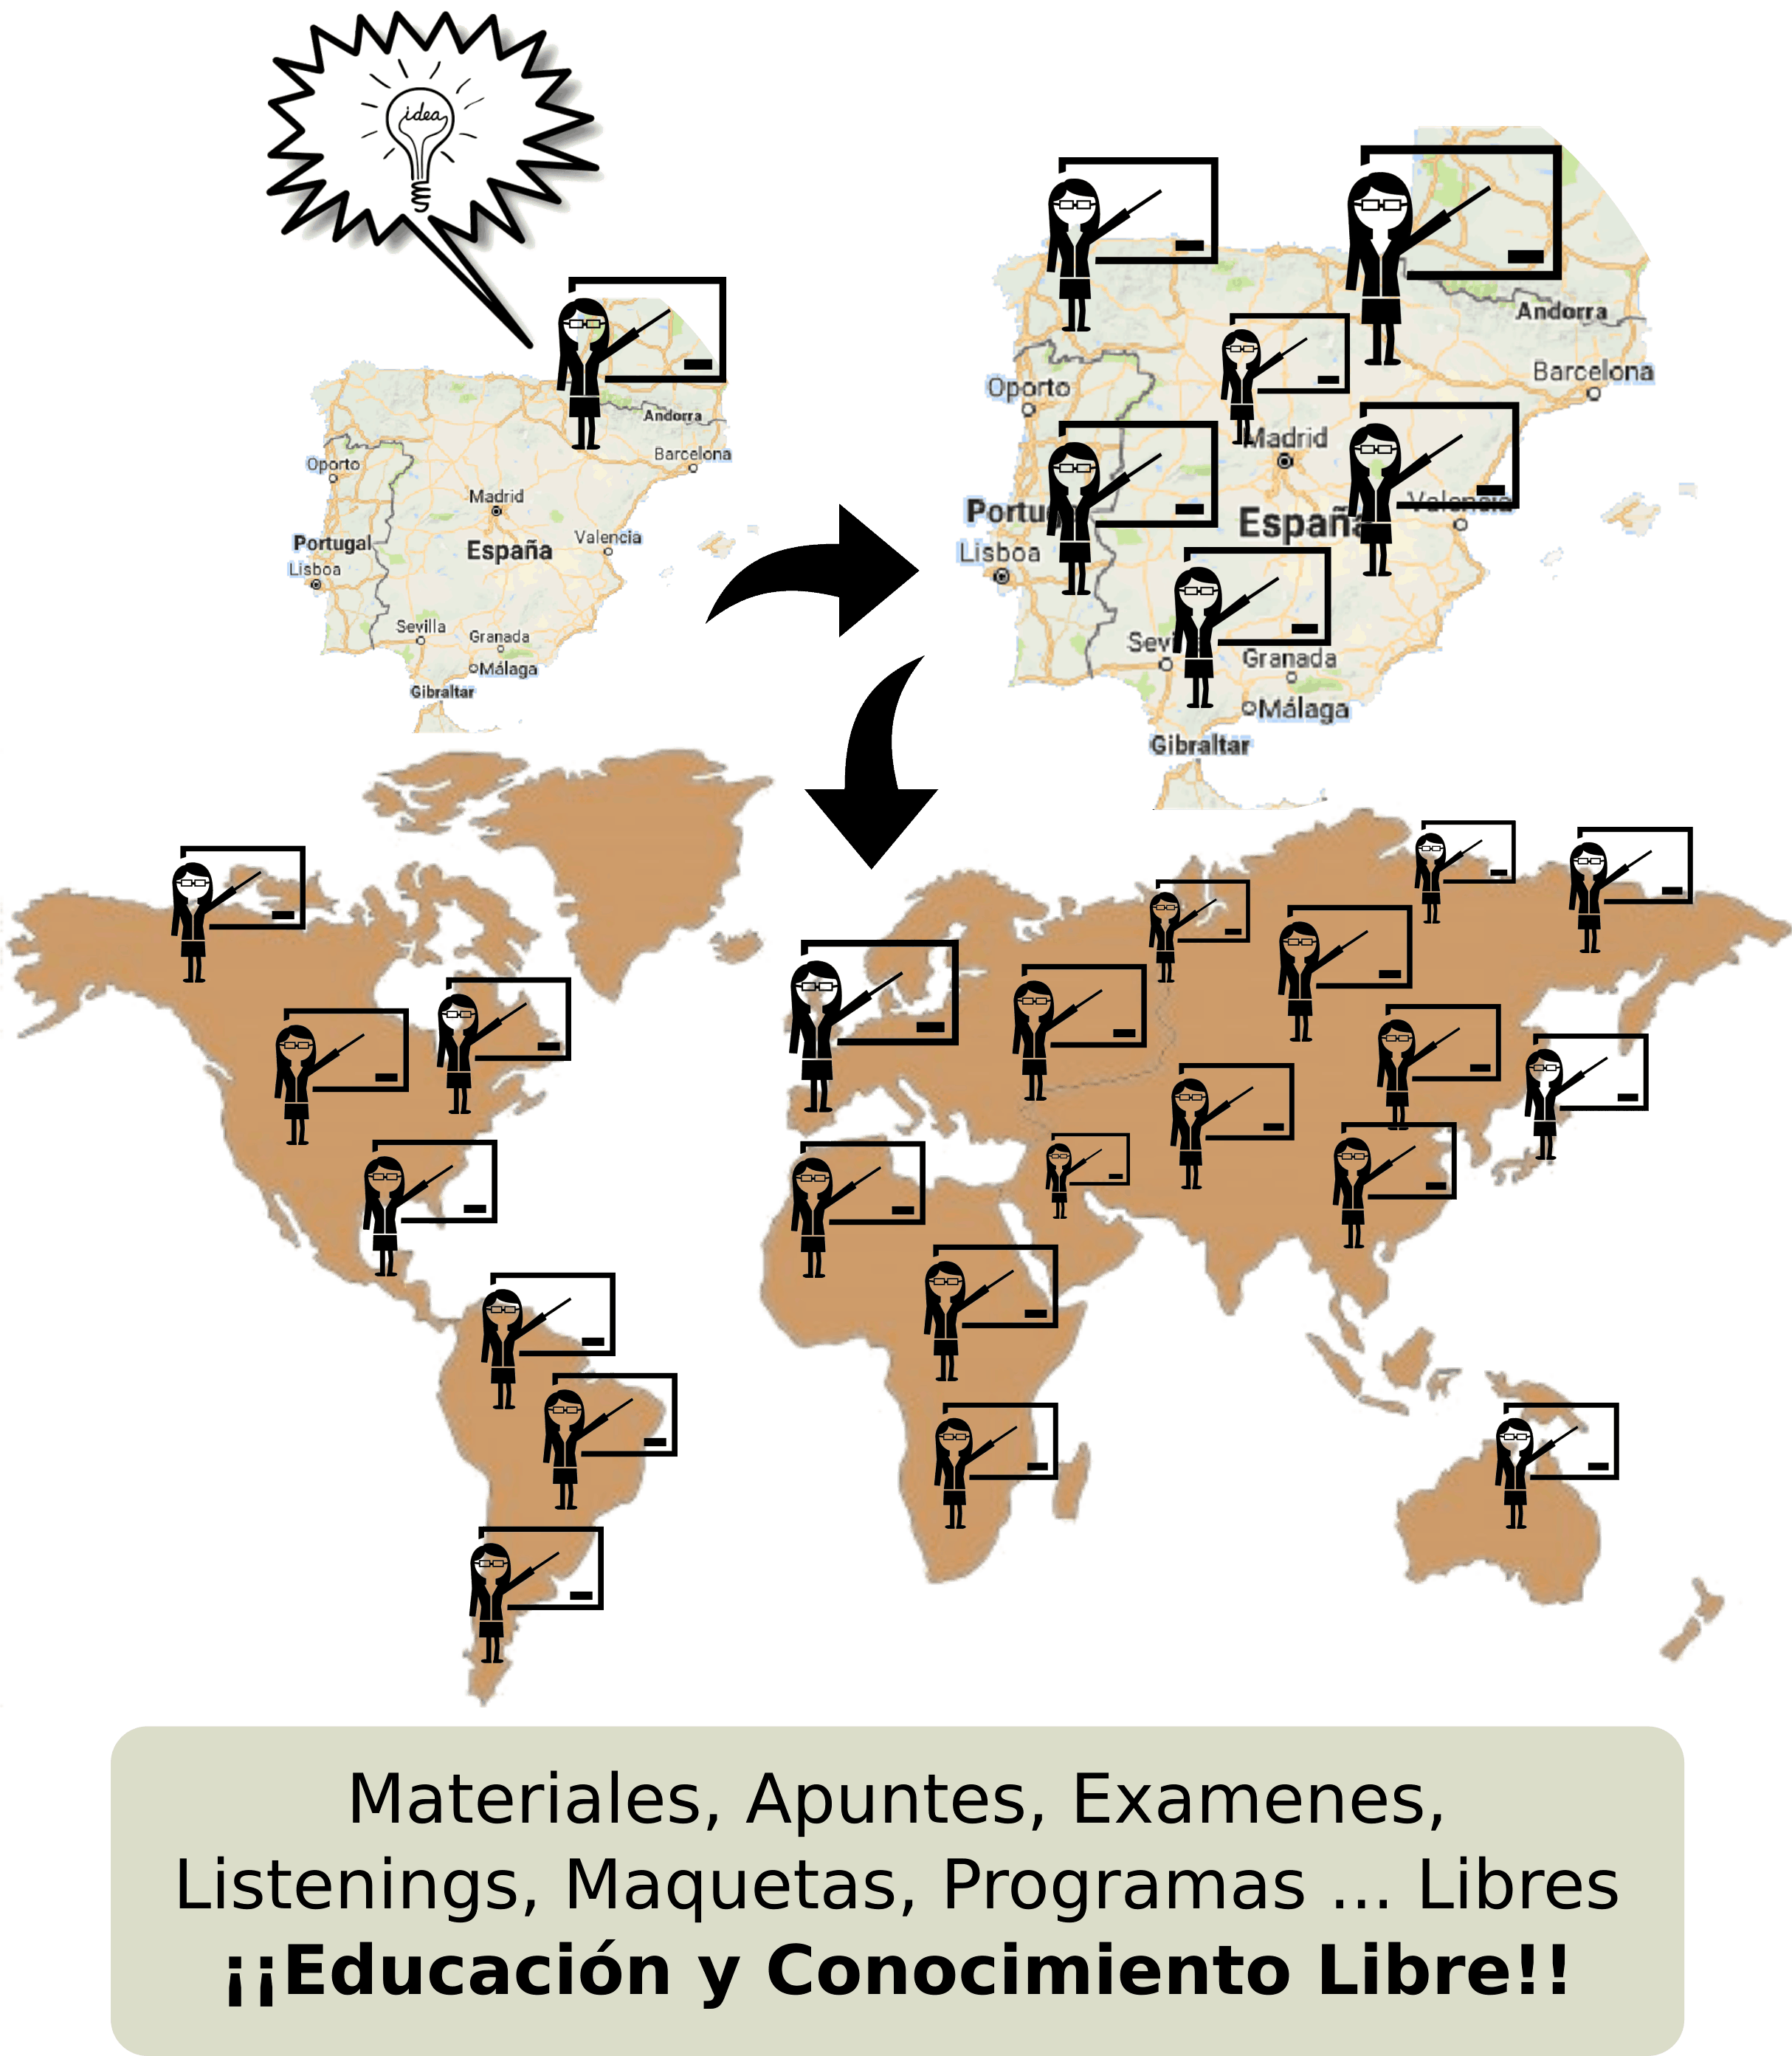 idea
Andorra
Oporto
Barcelona
Madrid
Portugal
España
Valencia
Lisboa
Sevilla
Granada
Málaga
Gibraltar
Andorra
Barcelona
Oporto
Madrid
Valencia
Portu
España
Lisboa
Sevi
Granada
Málaga
Gibraltar
Materiales, Apuntes, Examenes,
Listenings, Maquetas, Programas ... Libres
¡¡Educación y Conocimiento Libre!!